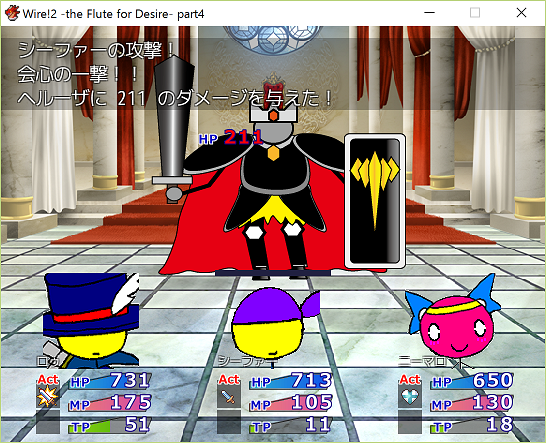 Wire!2 -the Flute for Desire- part4
シーファーの攻撃！
会心の一撃！！
ヘルーザに 211 のダメージを与えた！
HP 211
シーファー
Act HP 731 Act HP 713 Act HP 650
MP 175 MP 105 MP 130
TP 51 TP 11 TP 18